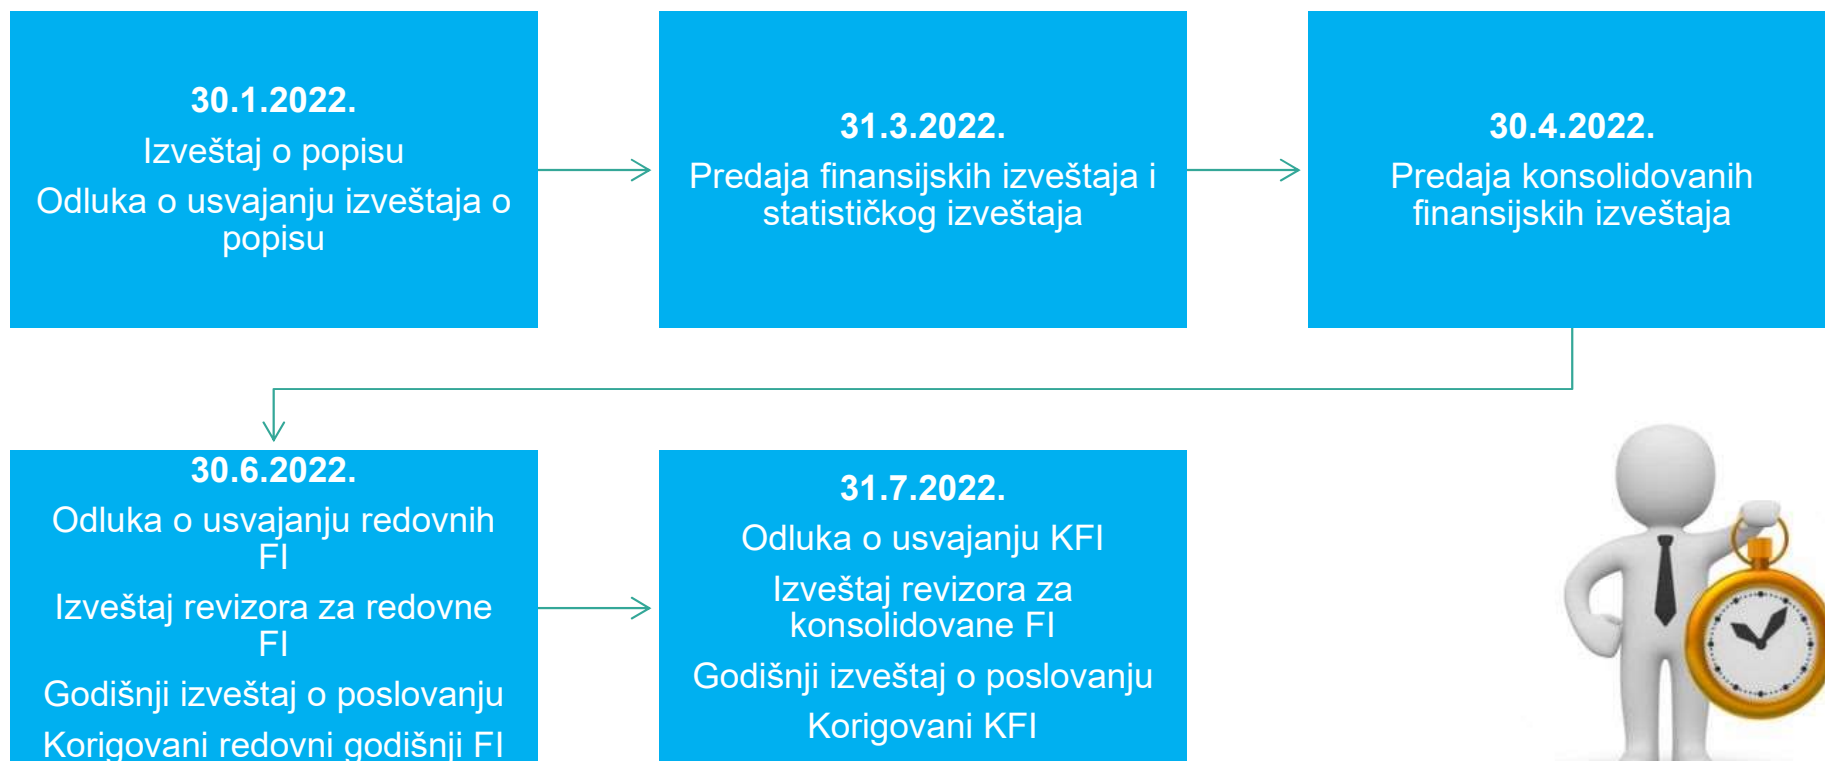 30.1.2022.
Izveštaj o popisu
Odluka o usvajanju izveštaja o
popisu
31.3.2022.
Predaja finansijskih izveštaja i
statističkog izveštaja
30.4.2022.
Predaja konsolidovanih
finansijskih izveštaja
30.6.2022.
Odluka o usvajanju redovnih
FI
Izveštaj revizora za redovne
FI
Godišnji izveštaj o poslovanju
Korigovani redovni godišnji FI
31.7.2022.
Odluka o usvajanju KFI
Izveštaj revizora za
konsolidovane FI
Godišnji izveštaj o poslovanju
Korigovani KFI